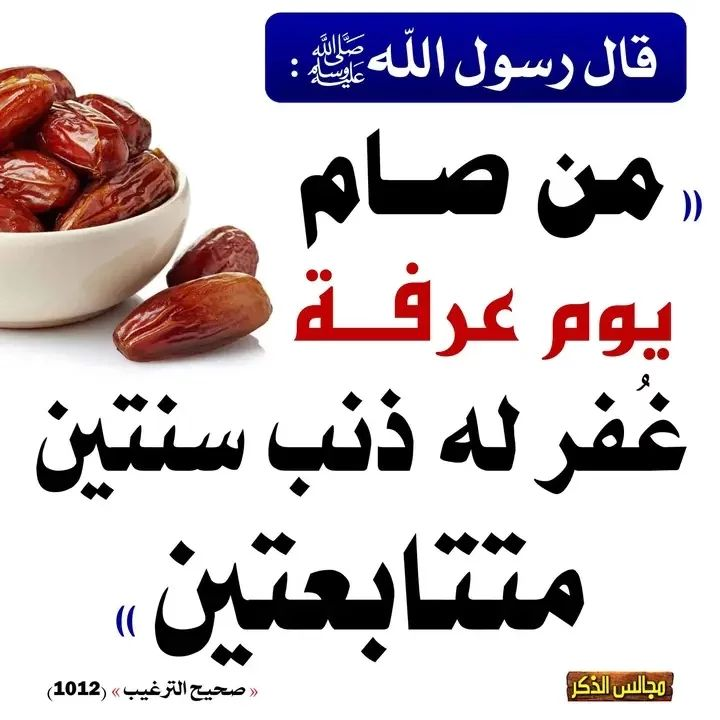 قال رسول الله ﷺ :
(( من صام
يوم عرفة
غُفر له ذنب سنتين
متتابعتين ))
« صحيح الترغيب » (1012)
مجالس الذكر